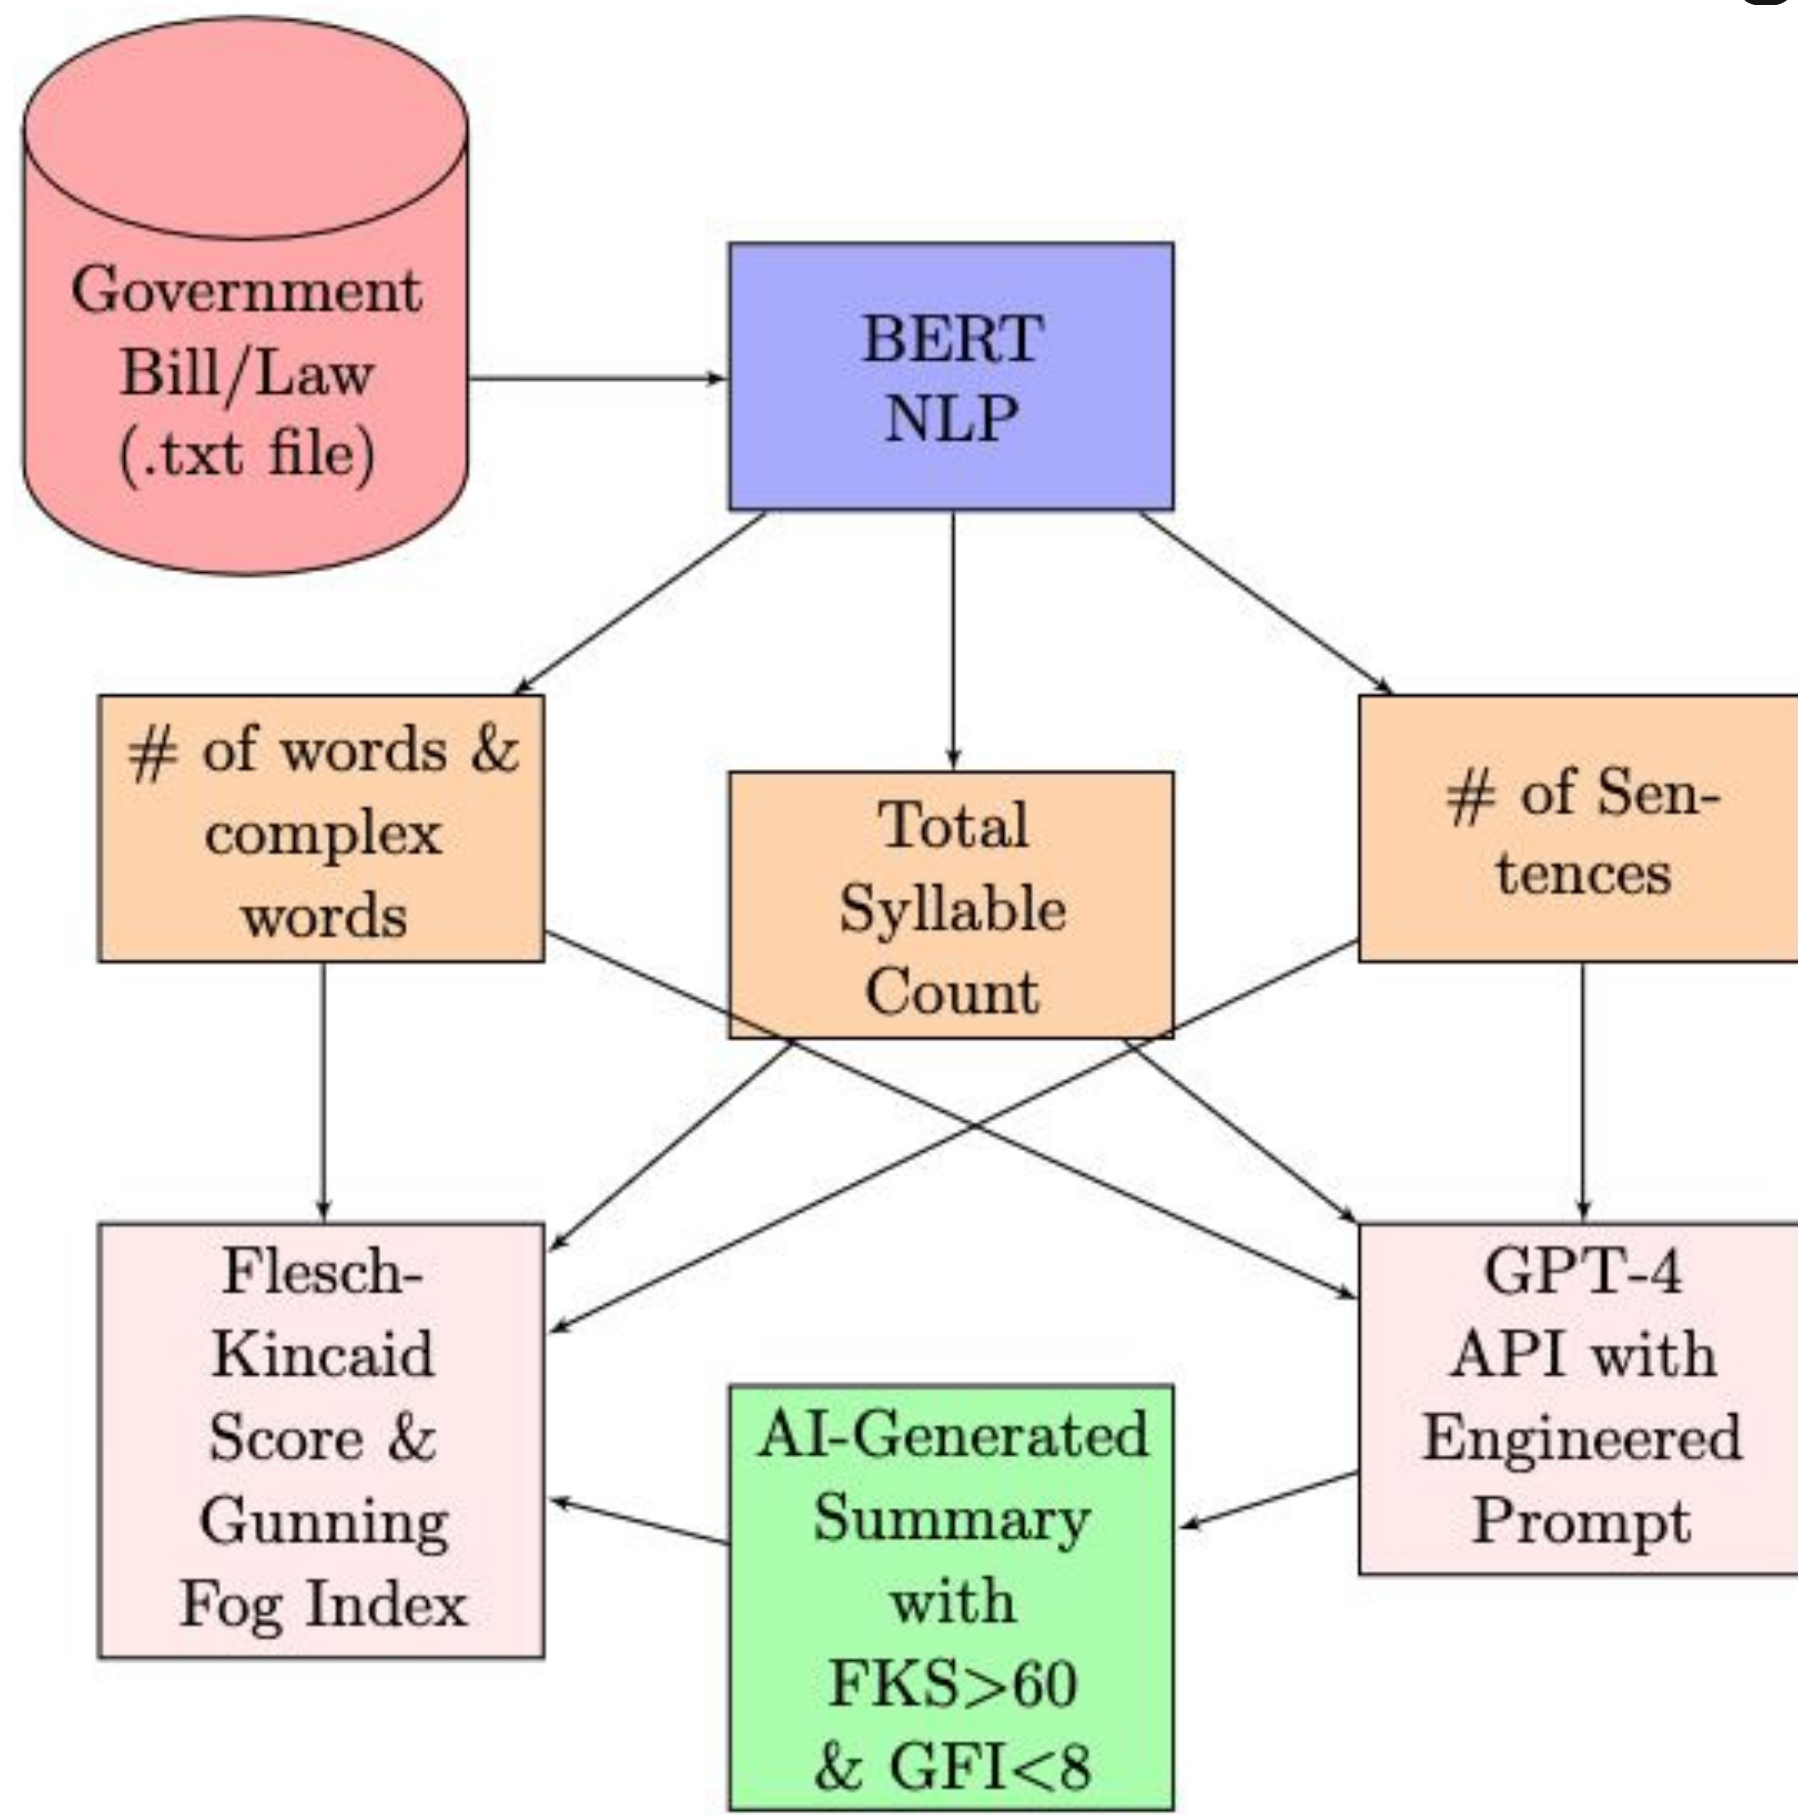 Government
Bill/Law
(.txt file)
BERT
NLP
# of words &
complex
words
Total
Syllable
Count
# of Sen-
tences
Flesch-
Kincaid
Score &
Gunning
Fog Index
AI-Generated
Summary
with
FKS>60
& GFI<8
GPT-4
API with
Engineered
Prompt